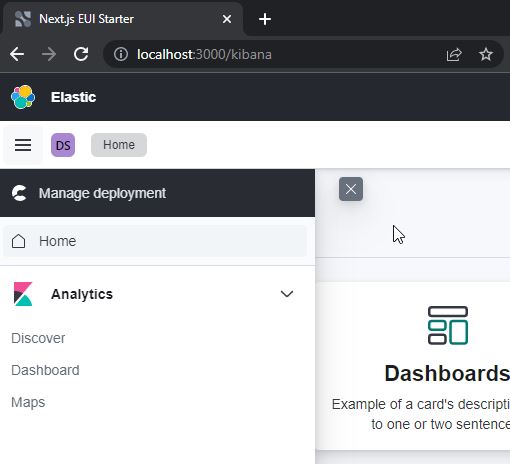 Next.js EUI Starter
localhost:3000/kibana
Elastic
DS
Home
Manage deployment
Home
Analytics
Discover
Dashboard
Maps
Dashboards
Example of a card's descripti
to one or two sentence